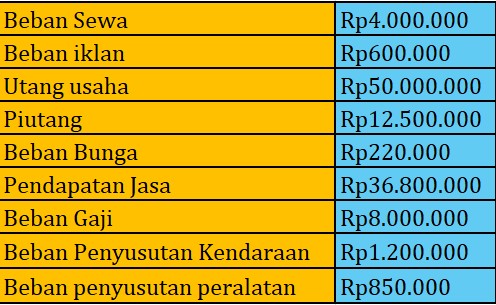 Beban Sewa Rp4.000.000
Beban iklan Rp600.000
Utang usaha Rp50.000.000
Piutang Rp12.500.000
Beban Bunga Rp220.000
Pendapatan Jasa Rp36.800.000
Beban Gaji Rp8.000.000
Beban Penyusutan Kendaraan Rp1.200.000
Beban penyusutan peralatan Rp850.000